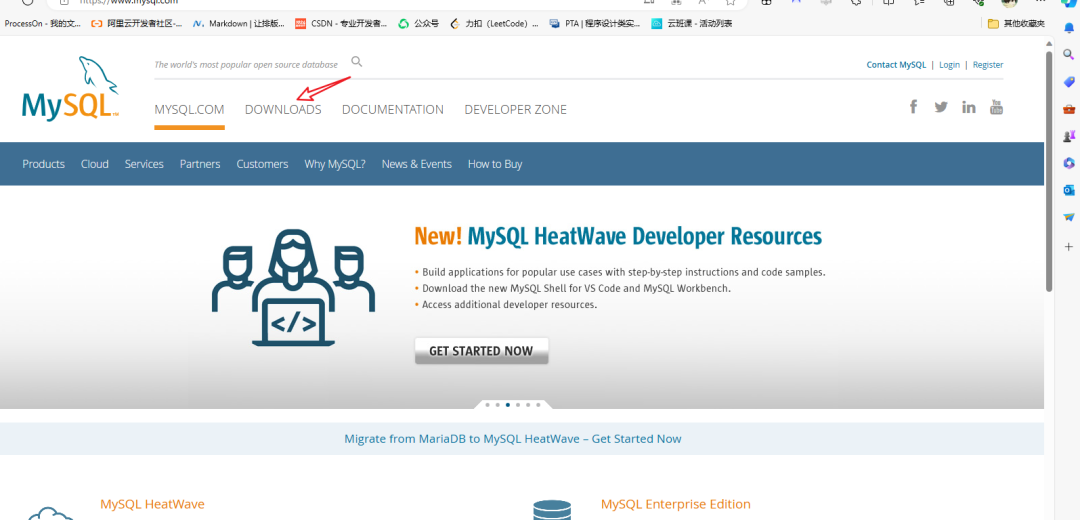 https://www.mysql.com
ProcessOn - 我的文... 阿里云开发者社区-... Markdown | 让排版... CSDN - 专业开发者... 公众号 力扣（LeetCode）... PTA | 程序设计类实... 云班课 - 活动列表 其他收藏夹
The world's most popular open source database
Contact MySQL | Login | Register
MySQL™
MYSQL.COM DOWNLOADS DOCUMENTATION DEVELOPER ZONE
f in You Tube
Products Cloud Services Partners Customers Why MySQL? News & Events How to Buy
New! MySQL HeatWave Developer Resources
• Build applications for popular use cases with step-by-step instructions and code samples.
• Download the new MySQL Shell for VS Code and MySQL Workbench.
• Access additional developer resources.
</>
GET STARTED NOW
Migrate from MariaDB to MySQL HeatWave – Get Started Now
MySQL HeatWave MySQL Enterprise Edition